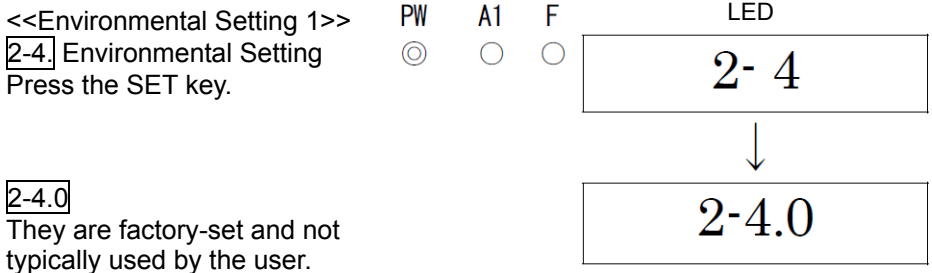 <<Environmental Setting 1>> PW A1 F LED
2-4. Environmental Setting ◎ ○ ○ 2- 4
Press the SET key.
↓
2-4.0 2-4.0
They are factory-set and not
typically used by the user.